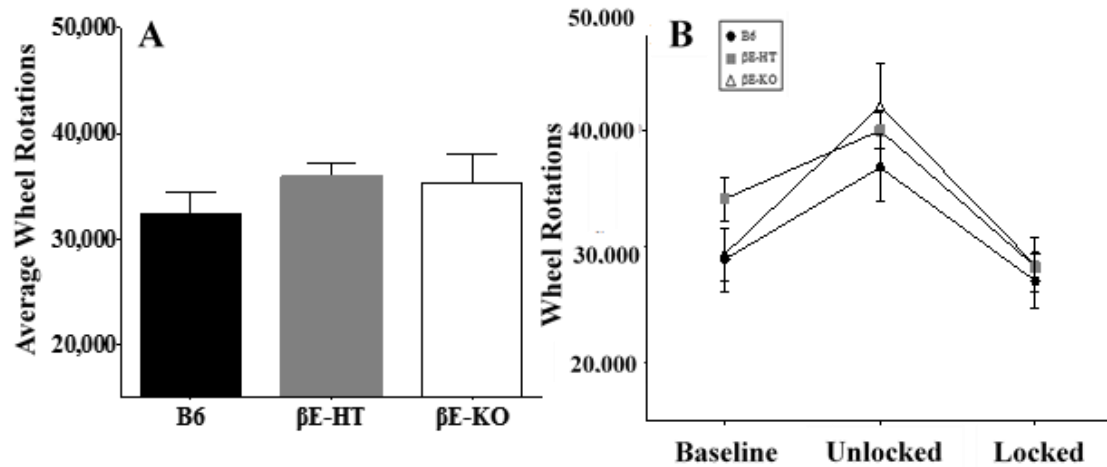 A
Average Wheel Rotations
50,000
40,000
30,000
20,000
B6
βE-HT
βE-KO
B
Wheel Rotations
50.000
40.000
30.000
20.000
B6
βE-HT
βE-KO
Baseline
Unlocked
Locked